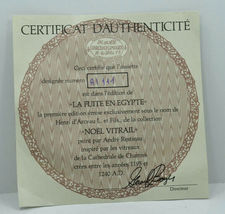 CERTIFICAT D'AUTHENTICITÉ
Ceci certifie que l'assiette
désignée numéro
est dans l'édition de
"LA FUITE EN EGYPTE"
la première édition émise exclusivement sous le nom de
Henri d'Arceau L. et Fils, de la collection
"NOËL VITRAIL"
peint par André Restieau
inspiré par les vitraux
de la Cathédrale de Chartres
créés entre les années 1195 et
1240 A.D.
Directeur